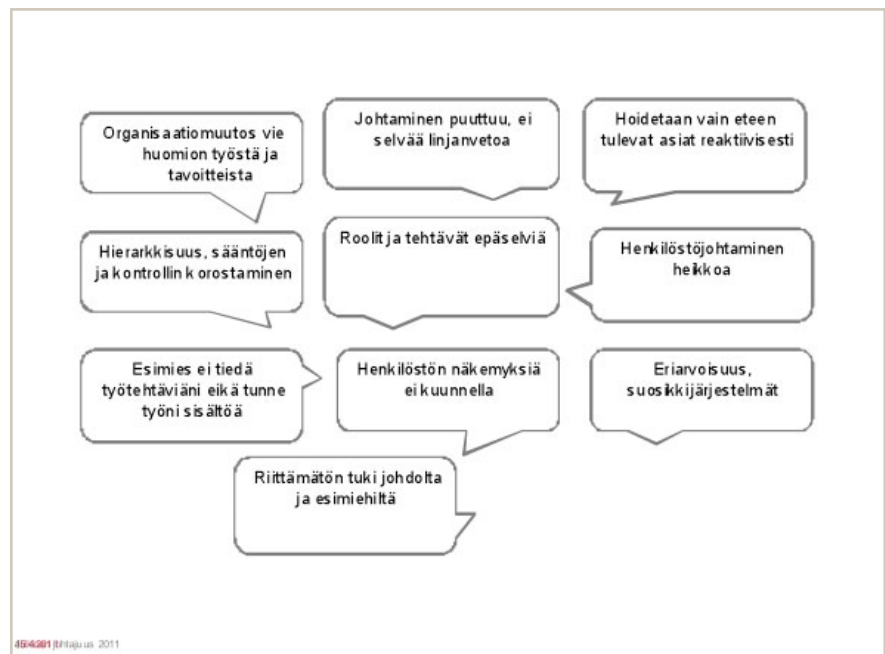 Organisaatiomuutos vie
huomion työstä ja
tavoitteista
Johtaminen puuttuu, ei
selvää linjanvetoa
Hoidetaan vain eteen
tulevat asiat reaktiivisesti
Hierarkkisuus, sääntöjen
ja kontrollin korostaminen
Roolit ja tehtävät epäselviä
Henkilöstöjohtaminen
heikkoa
Esimies ei tiedä
työtehtäviäni eikä tunne
työni sisältöä
Henkilöstön näkemyksiä
ei kuunnella
Eriarvoisuus,
suosikkijärjestelmät
Riittämätön tuki johdolta
ja esimiehiltä
2011